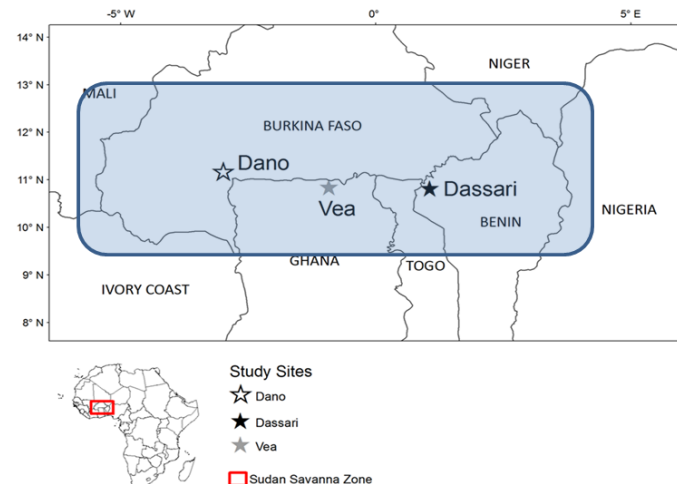 -5° W 0° 5° E
14° N
13° N
12° N
11° N
10° N
9° N
8° N
NIGER
MALI
BURKINA FASO
Dano
Dassari
Vea
BENIN
NIGERIA
GHANA
TOGO
IVORY COAST
Study Sites
Dano
Dassari
Vea
Sudan Savanna Zone